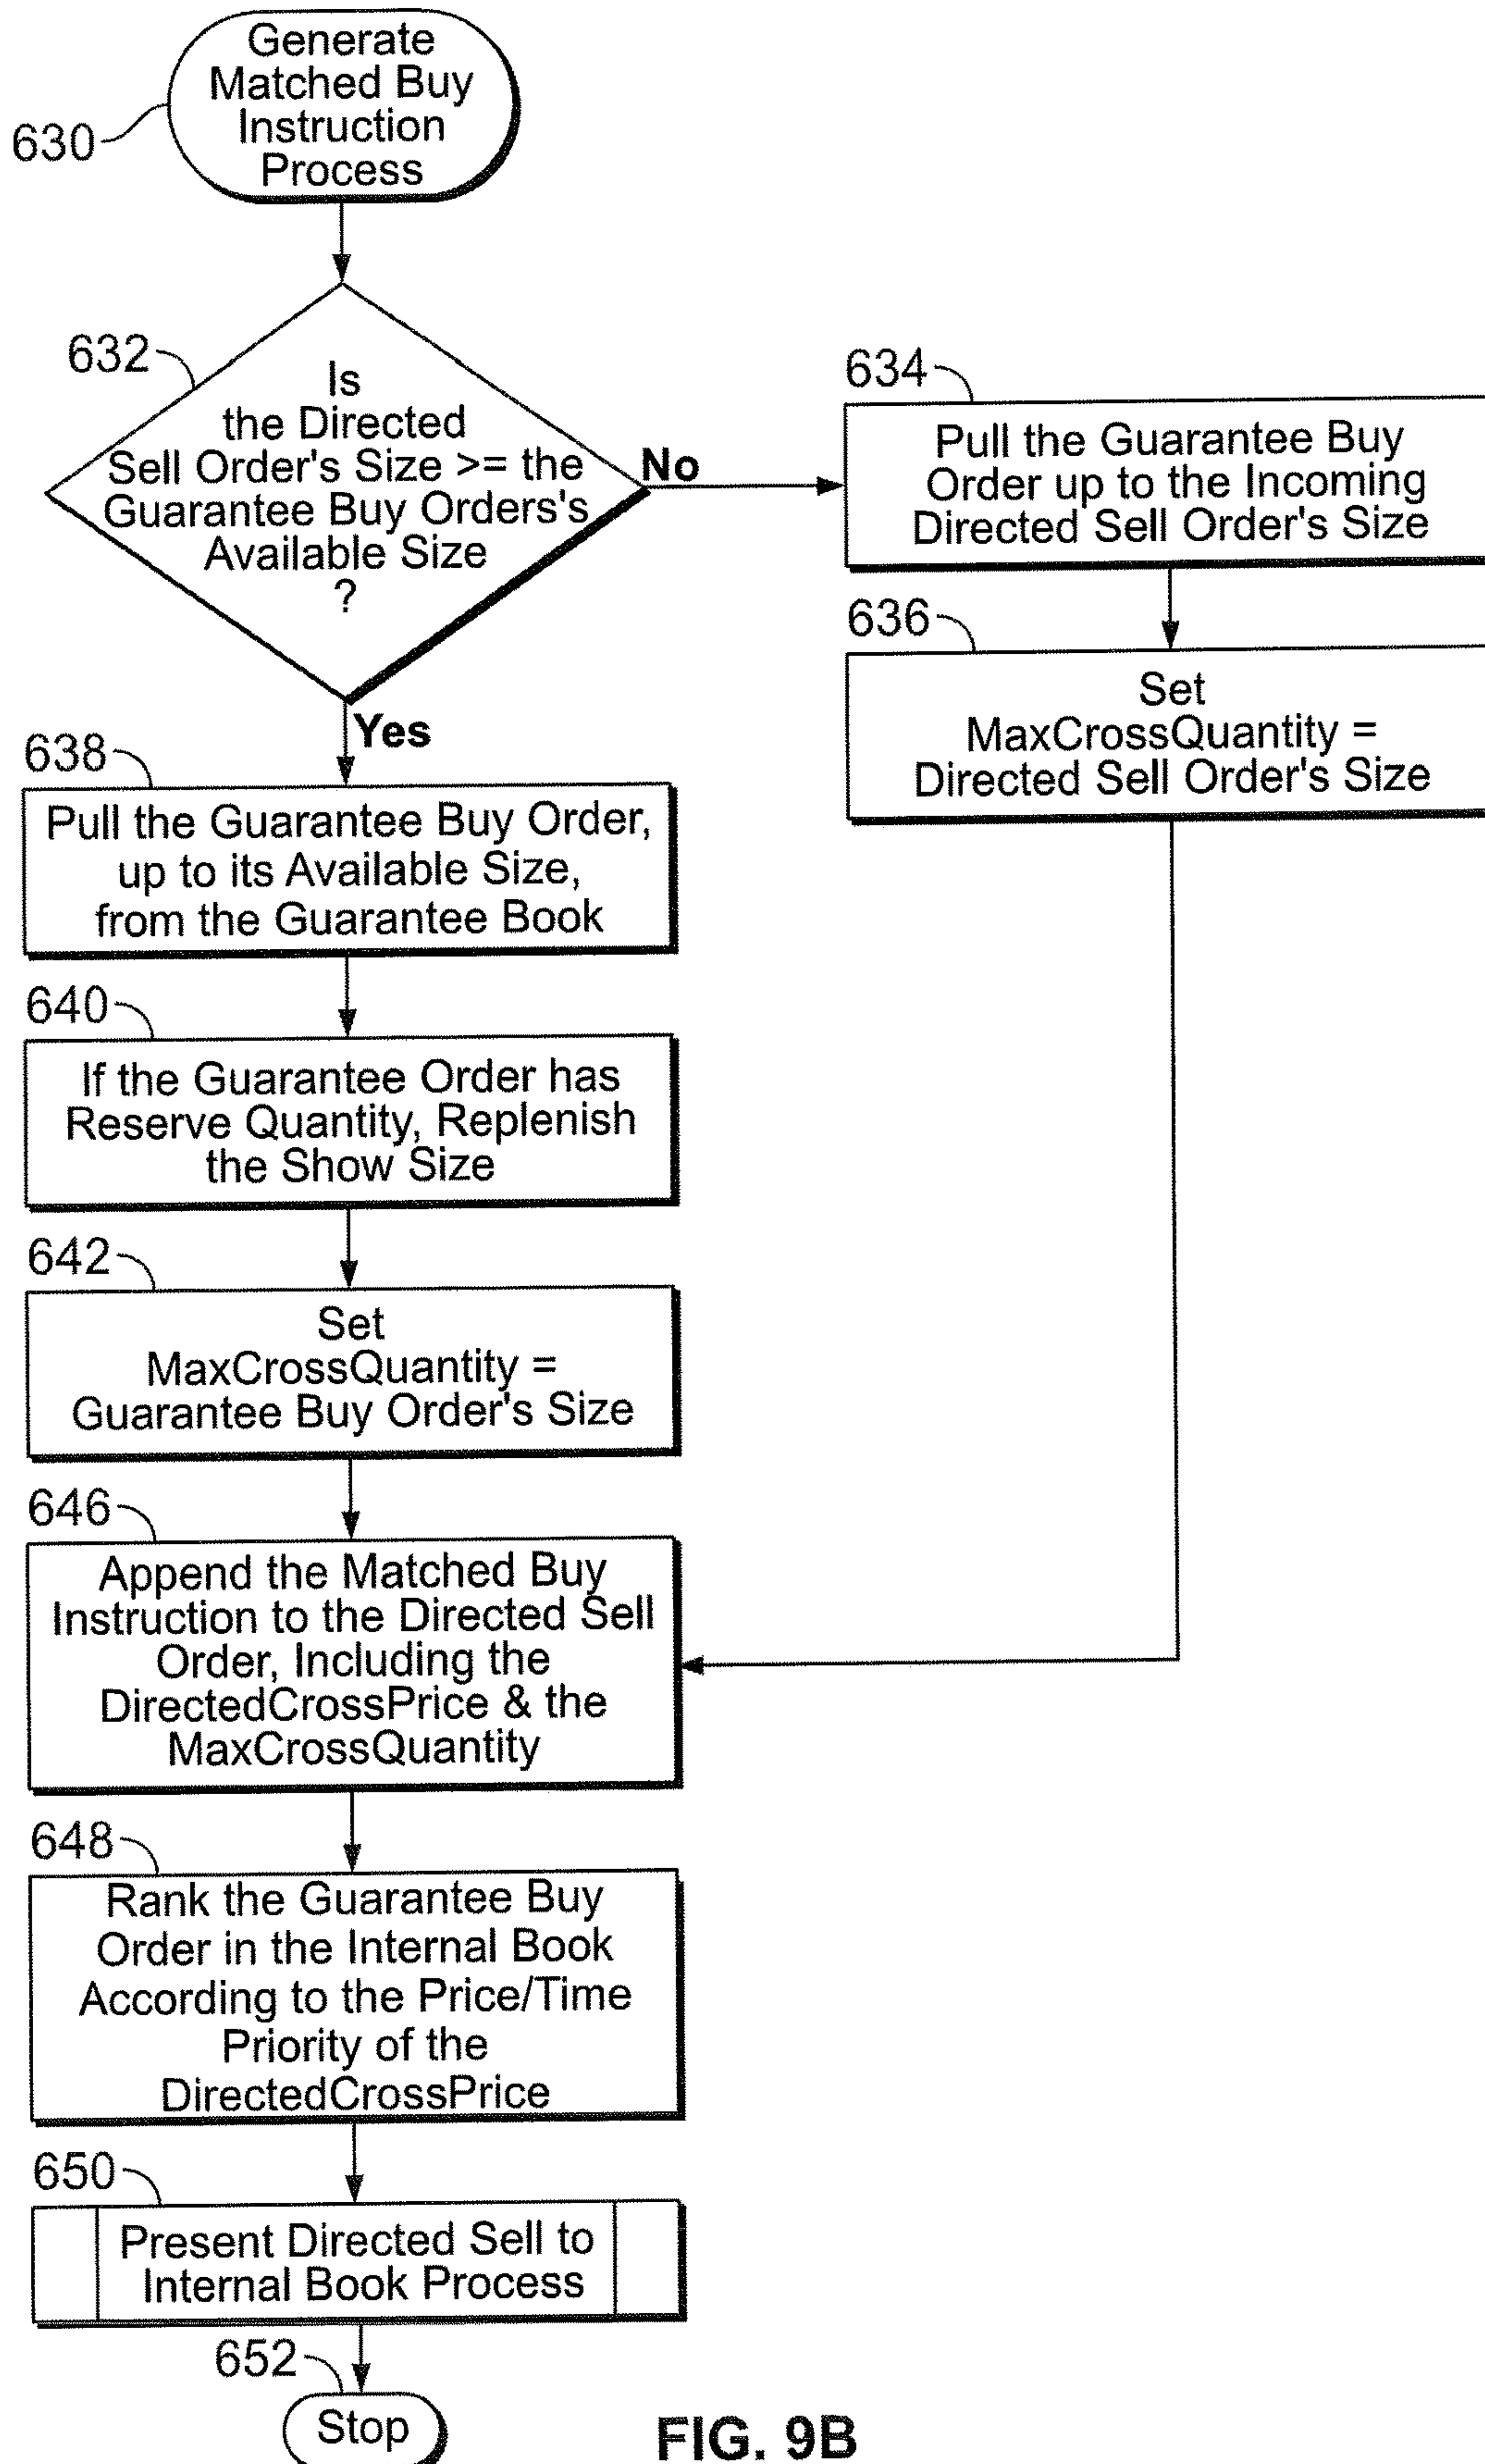 Generate
Matched Buy
Instruction
Process
630
632
Is
the Directed
Sell Order's Size >= the
Guarantee Buy Orders's
Available Size
?
No
Yes
634
Pull the Guarantee Buy
Order up to the Incoming
Directed Sell Order's Size
636
Set
MaxCrossQuantity =
Directed Sell Order's Size
638
Pull the Guarantee Buy Order,
up to its Available Size,
from the Guarantee Book
640
If the Guarantee Order has
Reserve Quantity, Replenish
the Show Size
642
Set
MaxCrossQuantity =
Guarantee Buy Order's Size
646
Append the Matched Buy
Instruction to the Directed Sell
Order, Including the
DirectedCrossPrice & the
MaxCrossQuantity
648
Rank the Guarantee Buy
Order in the Internal Book
According to the Price/Time
Priority of the
DirectedCrossPrice
650
Present Directed Sell to
Internal Book Process
652
Stop
FIG. 9B